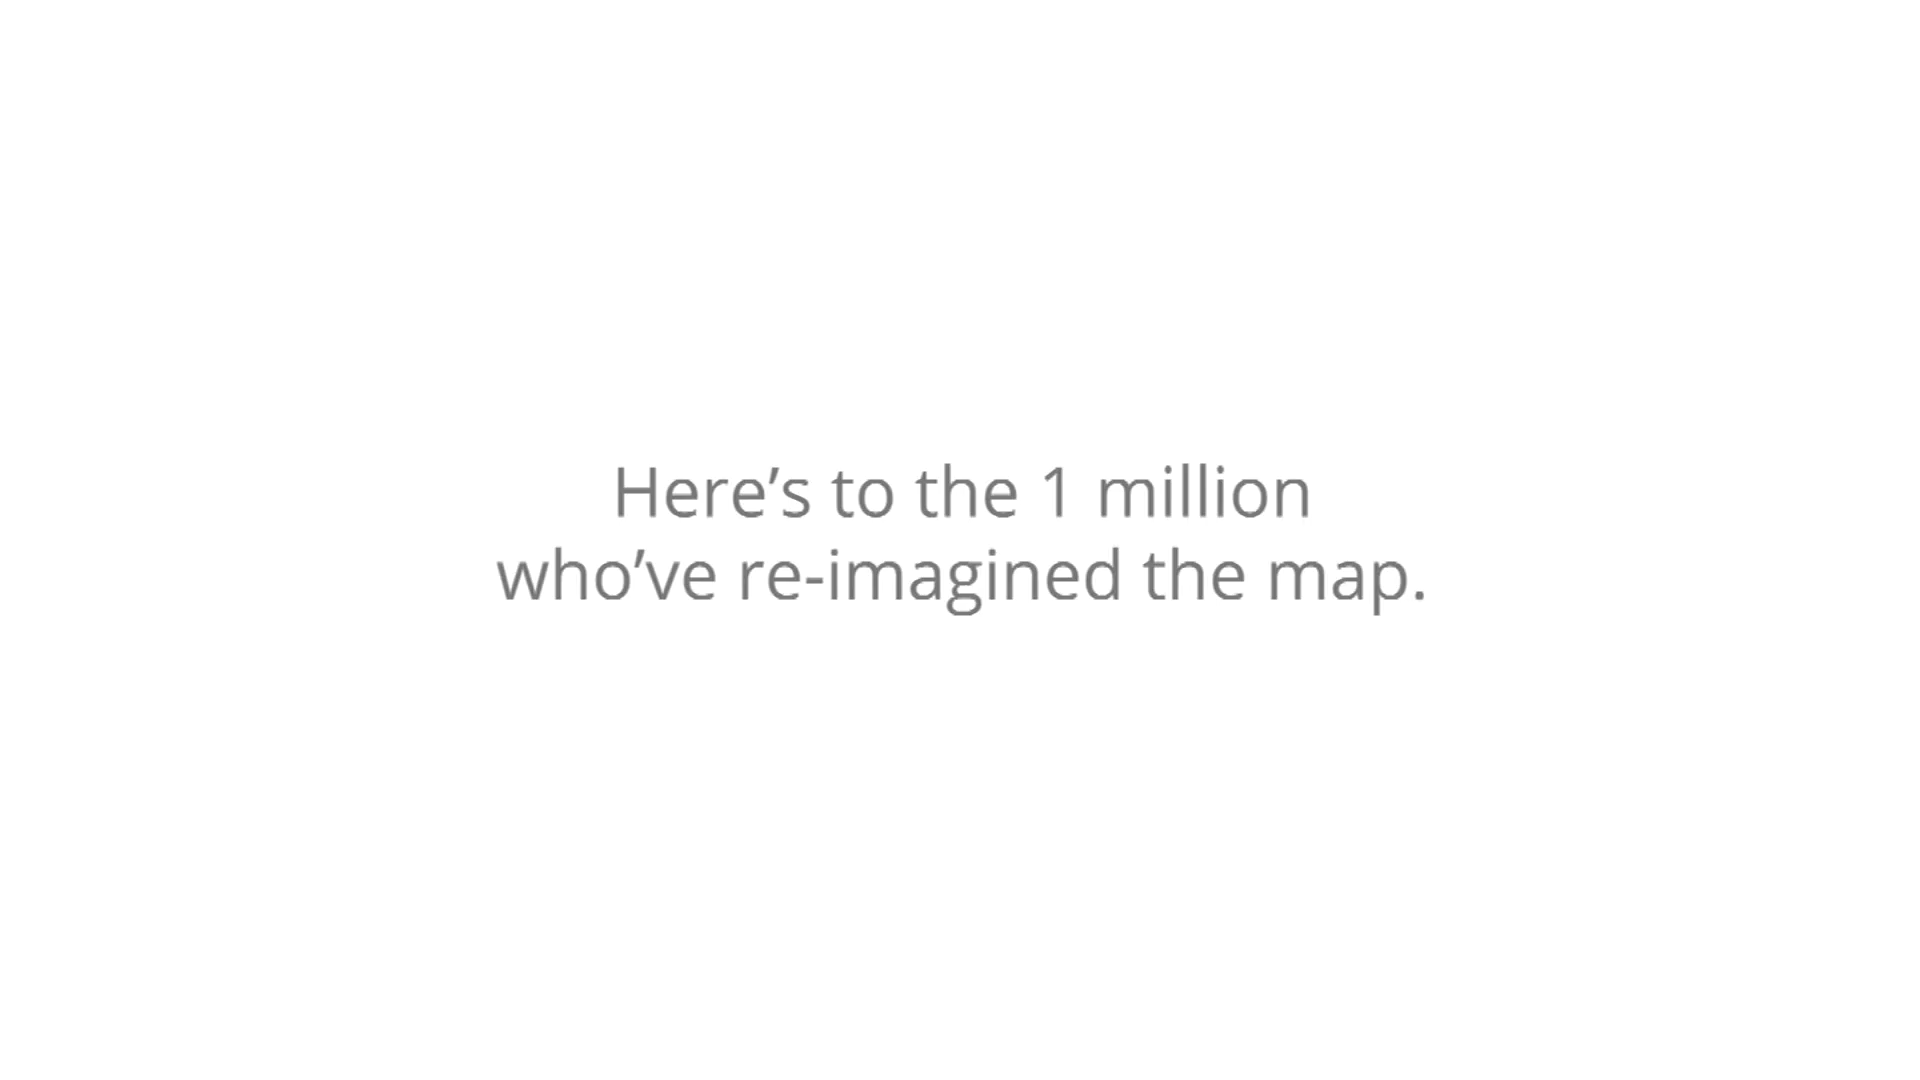 Here’s to the 1 million
who’ve re-imagined the map.